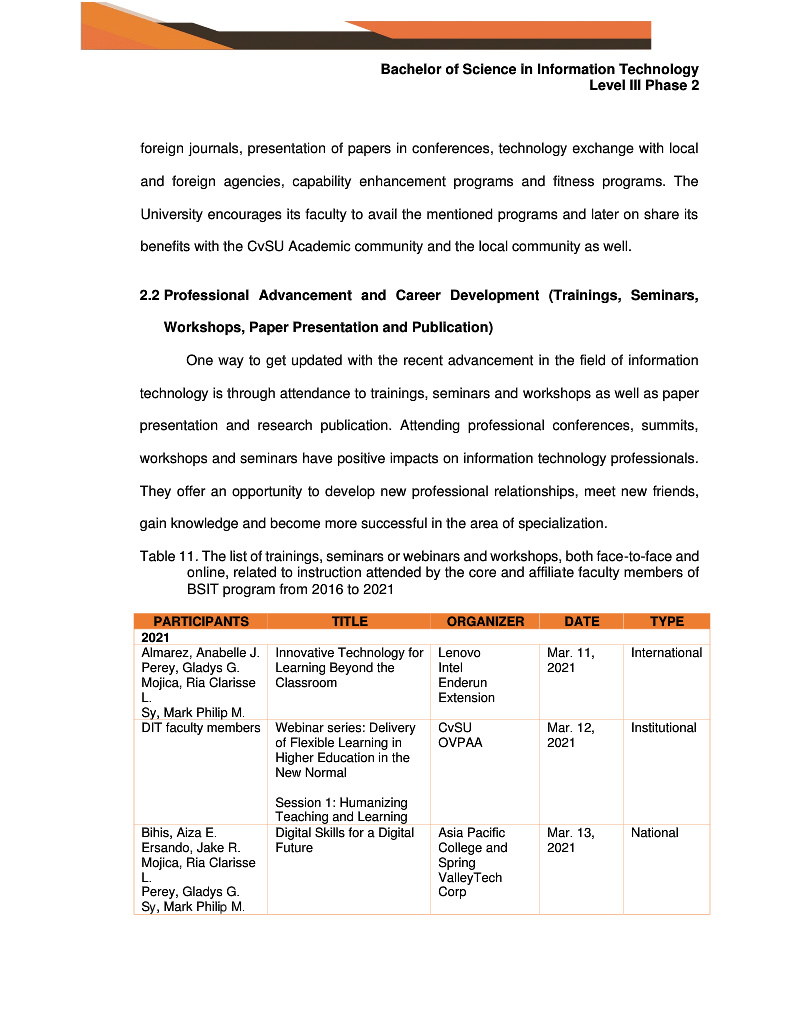 Bachelor of Science in Information Technology
Level III Phase 2
foreign journals, presentation of papers in conferences, technology exchange with local
and foreign agencies, capability enhancement programs and fitness programs. The
University encourages its faculty to avail the mentioned programs and later on share its
benefits with the CvSU Academic community and the local community as well.
2.2 Professional Advancement and Career Development (Trainings, Seminars,
Workshops, Paper Presentation and Publication)
One way to get updated with the recent advancement in the field of information
technology is through attendance to trainings, seminars and workshops as well as paper
presentation and research publication. Attending professional conferences, summits,
workshops and seminars have positive impacts on information technology professionals.
They offer an opportunity to develop new professional relationships, meet new friends,
gain knowledge and become more successful in the area of specialization.
Table 11. The list of trainings, seminars or webinars and workshops, both face-to-face and
online, related to instruction attended by the core and affiliate faculty members of
BSIT program from 2016 to 2021
PARTICIPANTS TITLE ORGANIZER DATE TYPE
2021
Almarez, Anabelle J. Innovative Technology for Lenovo Mar. 11, International
Perey, Gladys G. Learning Beyond the Intel 2021
Mojica, Ria Clarisse Classroom Enderun
L. Extension
Sy, Mark Philip M.
DIT faculty members Webinar series: Delivery CvSU Mar. 12, Institutional
of Flexible Learning in OVPAA 2021
Higher Education in the
New Normal
Session 1: Humanizing
Teaching and Learning
Bihis, Aiza E. Digital Skills for a Digital Asia Pacific Mar. 13, National
Ersando, Jake R. Future College and 2021
Mojica, Ria Clarisse Spring
L. ValleyTech
Perey, Gladys G. Corp
Sy, Mark Philip M.